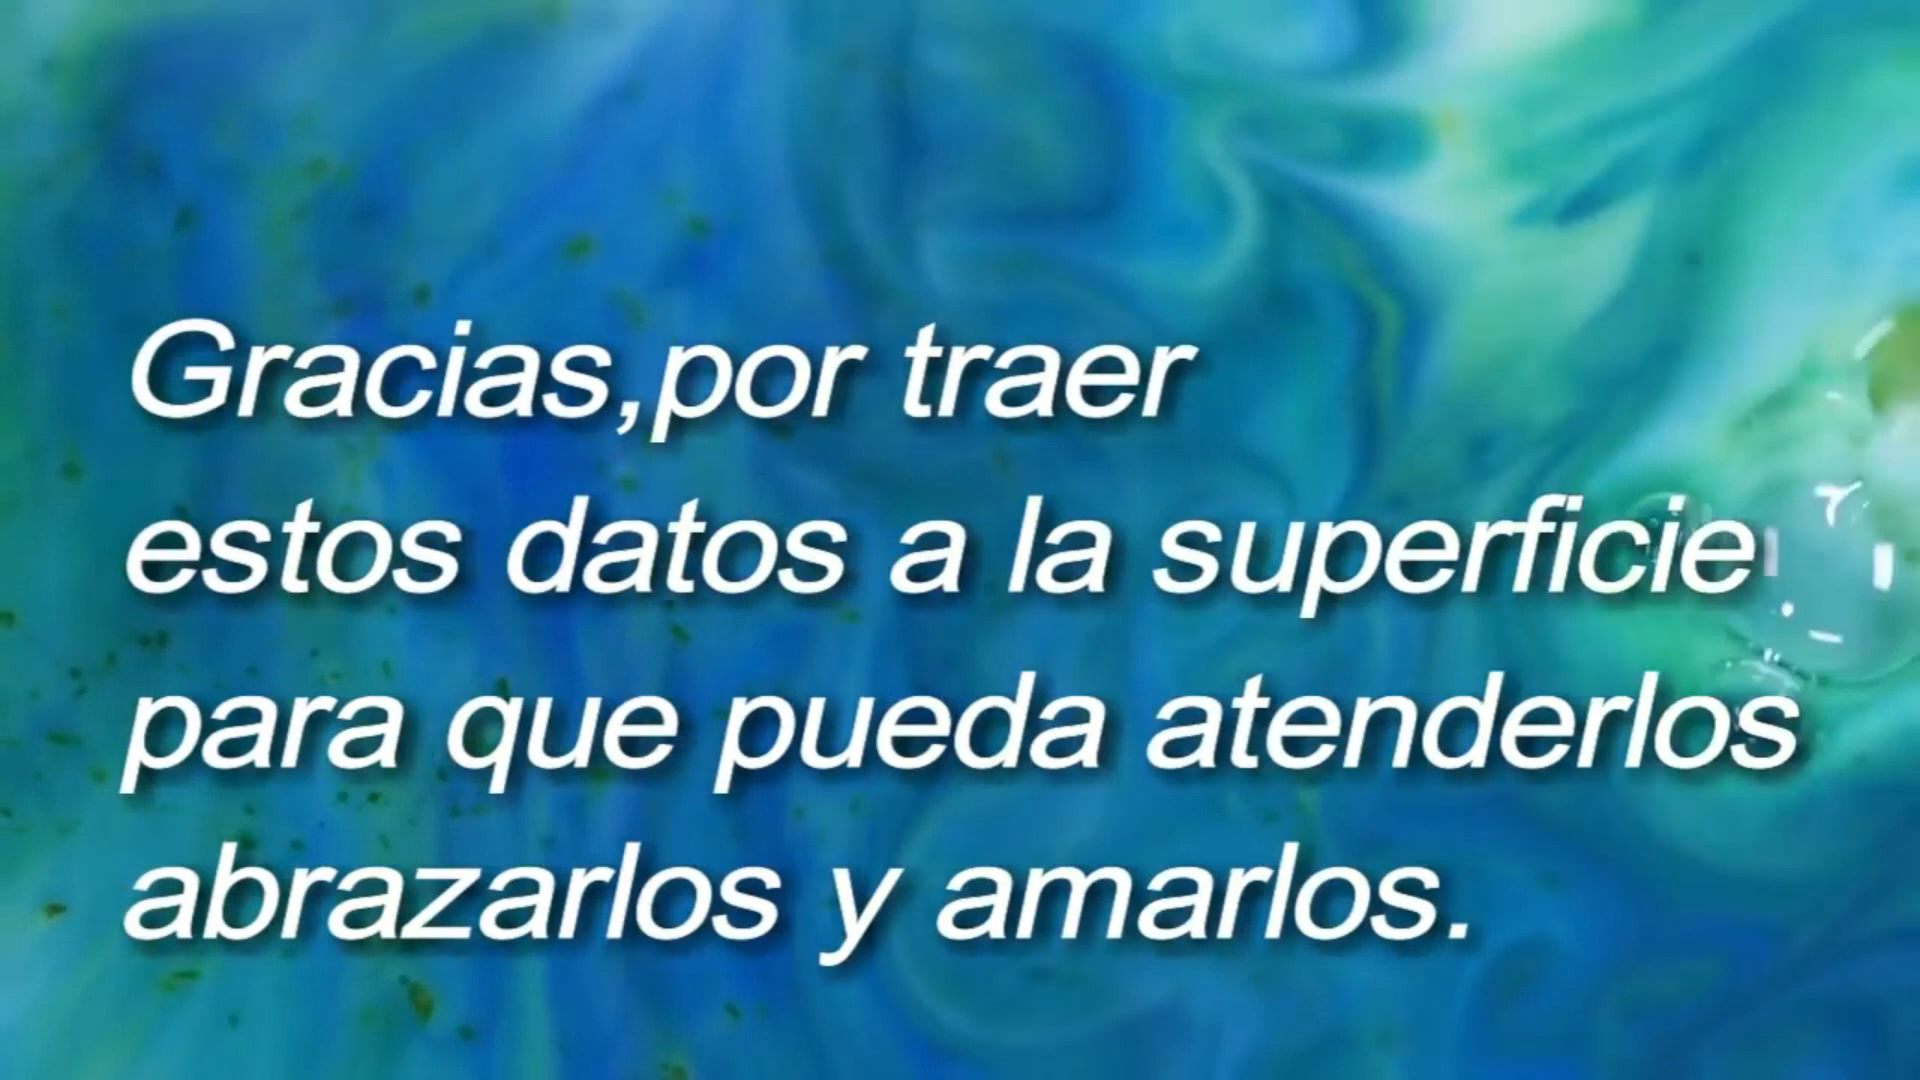 Gracias,por traer
estos datos a la superficie
para que pueda atenderlos
abrazarlos y amarlos.